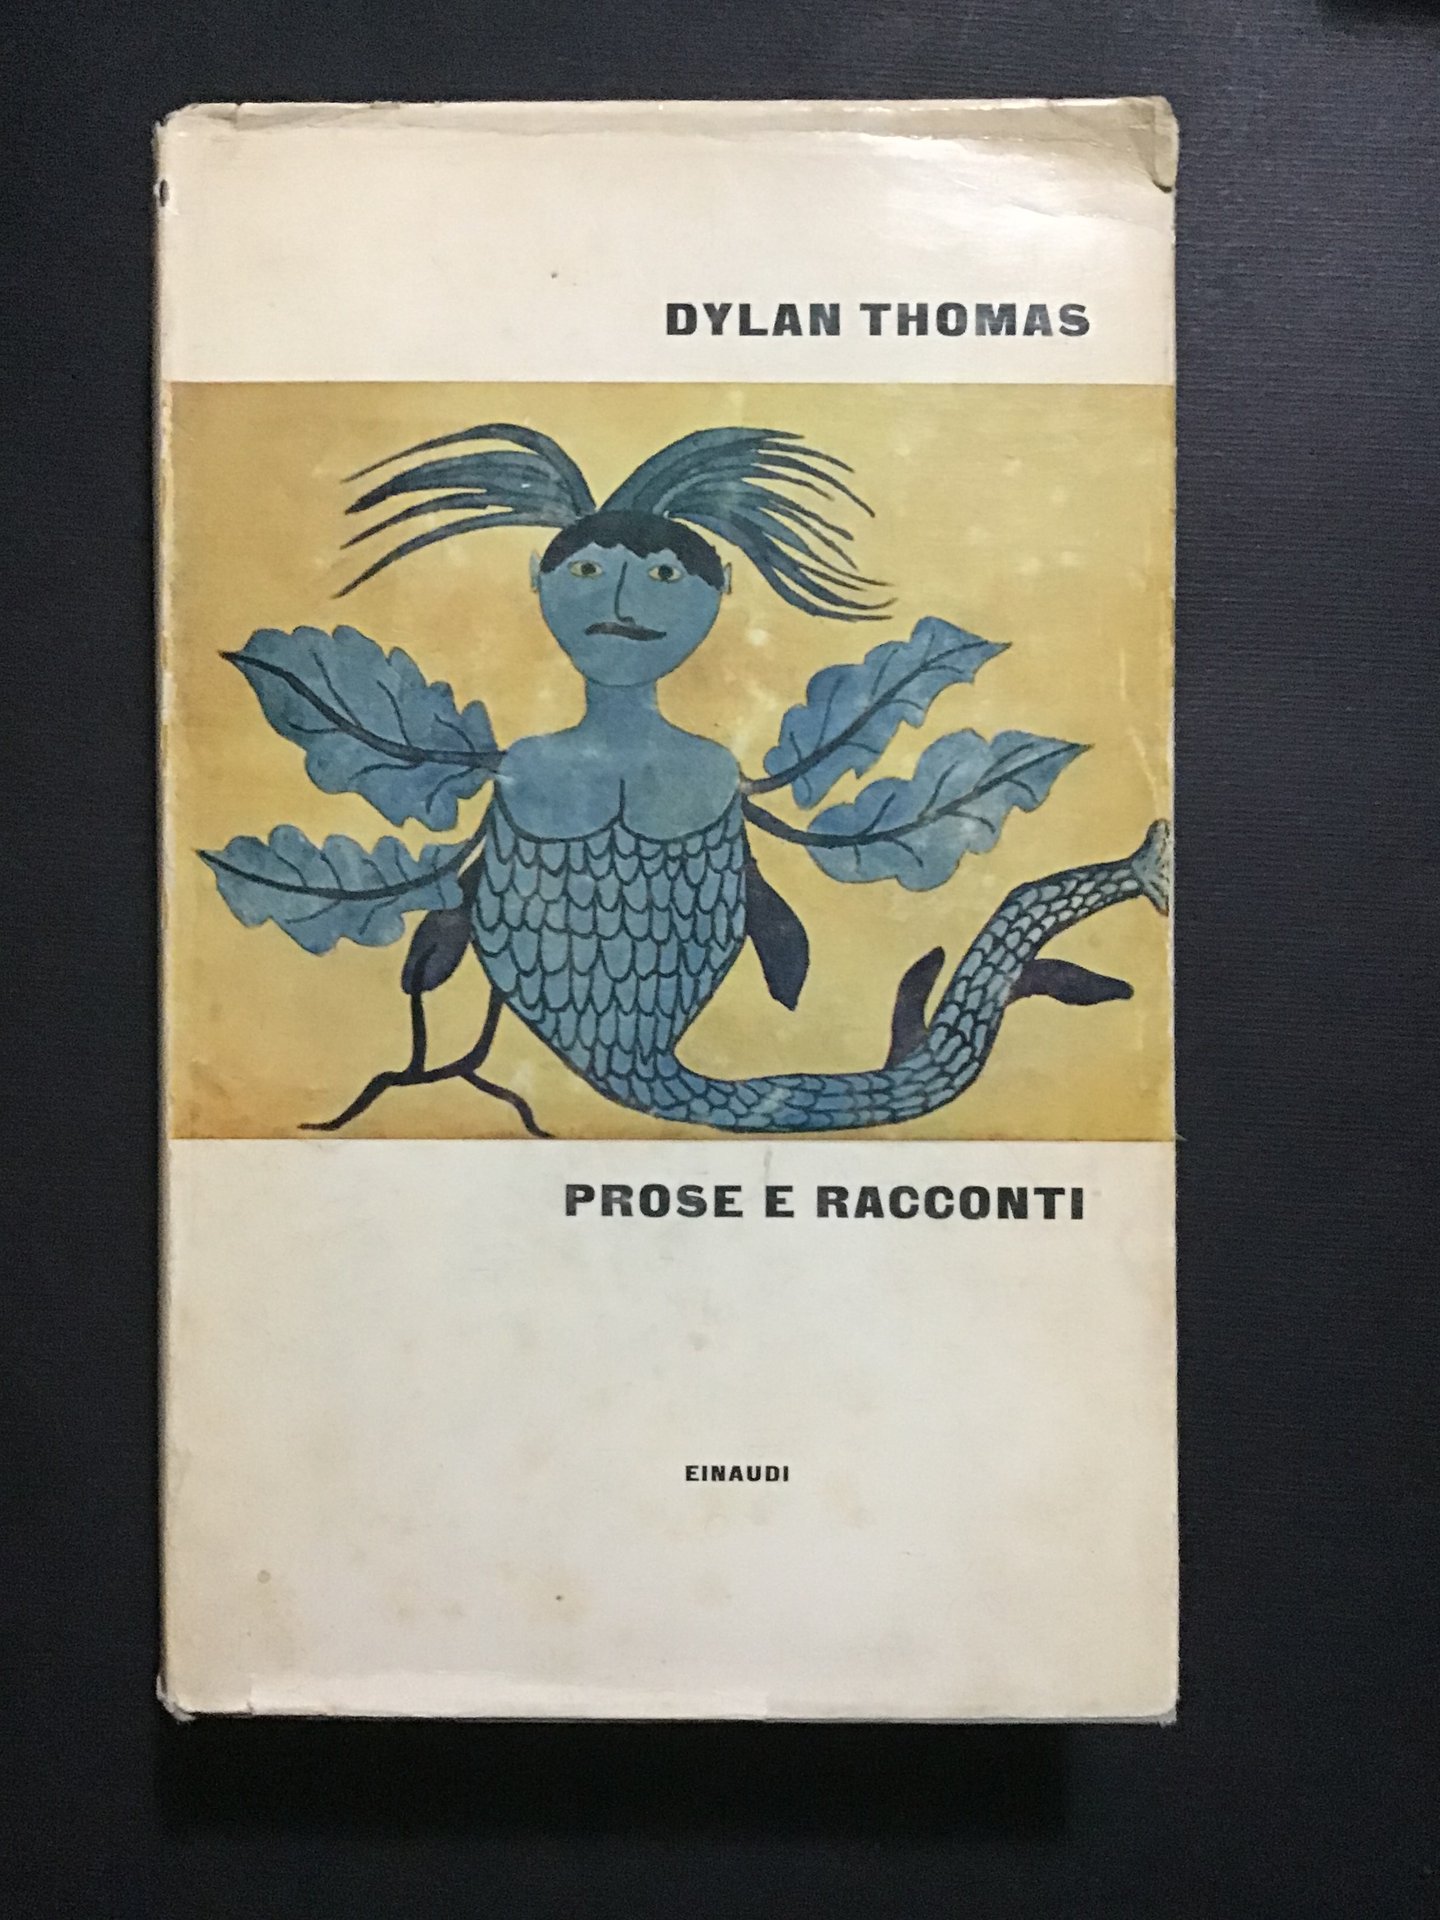 DYLAN THOMAS
PROSE E RACCONTI
EINAUDI